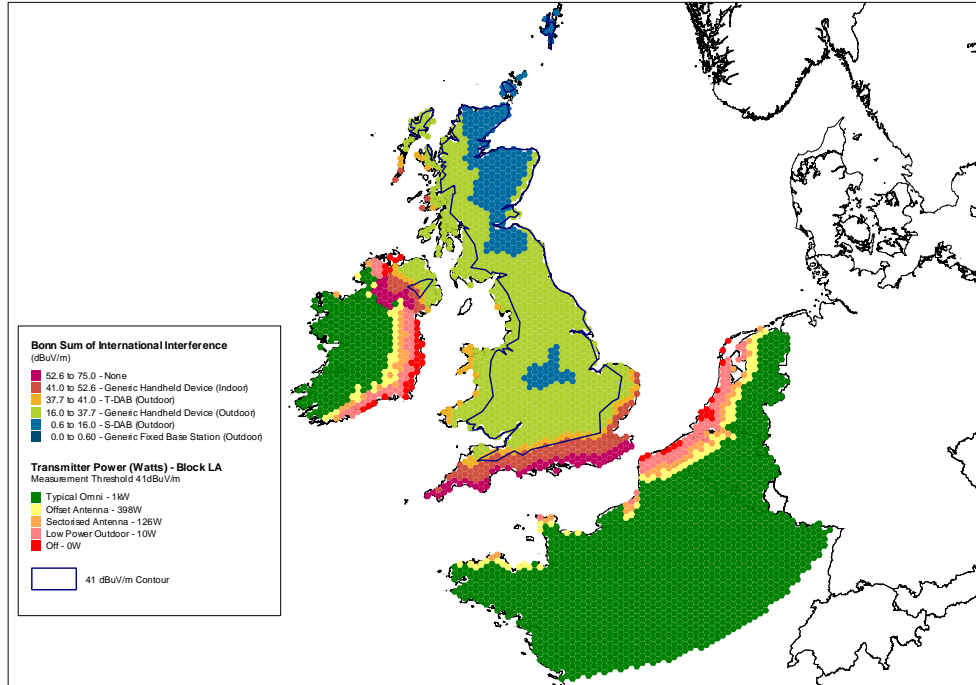 Bonn Sum of International Interference
(dBuV/m)
52.6 to 75.0 - None
41.0 to 52.6 - Generic Handheld Device (Indoor)
37.7 to 41.0 - T-DAB (Outdoor)
16.0 to 37.7 - Generic Handheld Device (Outdoor)
0.6 to 16.0 - S-DAB (Outdoor)
0.0 to 0.60 - Generic Fixed Base Station (Outdoor)
Transmitter Power (Watts) - Block LA
Measurement Threshold 41dBuV/m
Typical Omni - 1kW
Offset Antenna - 398W
Sectorised Antenna - 126W
Low Power Outdoor - 10W
Off - 0W
41 dBuV/m Contour